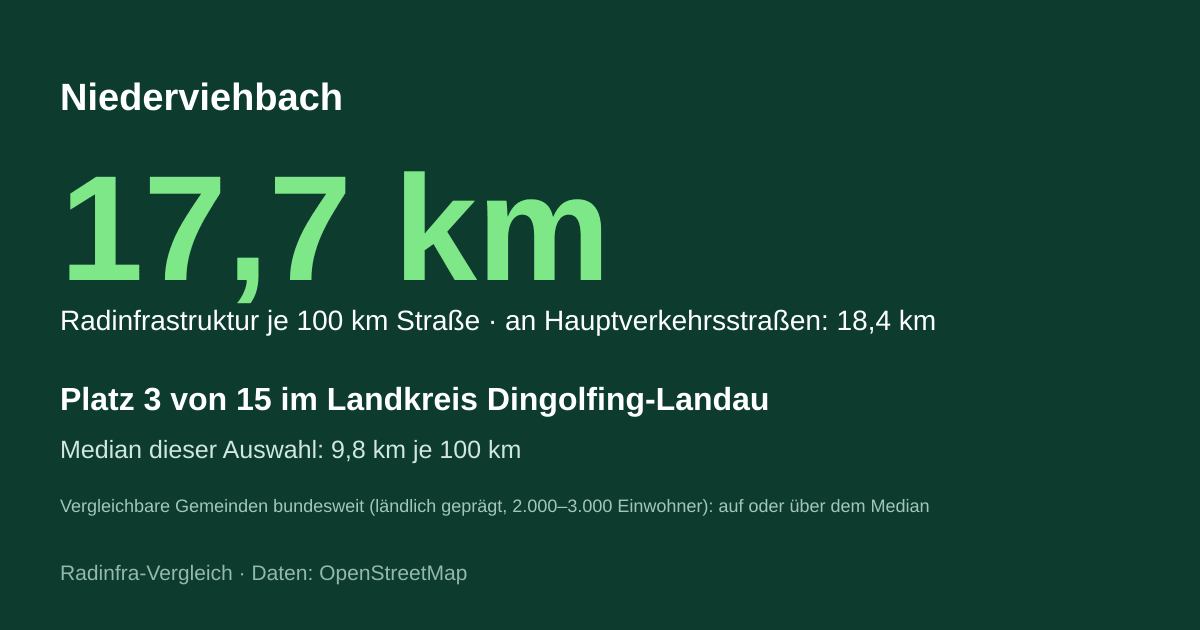 Niederviehbach
17,7 km
Radinfrastruktur je 100 km Straße · an Hauptverkehrsstraßen: 18,4 km
Platz 3 von 15 im Landkreis Dingolfing-Landau
Median dieser Auswahl: 9,8 km je 100 km
Vergleichbare Gemeinden bundesweit (ländlich geprägt, 2.000–3.000 Einwohner): auf oder über dem Median
Radinfra-Vergleich · Daten: OpenStreetMap